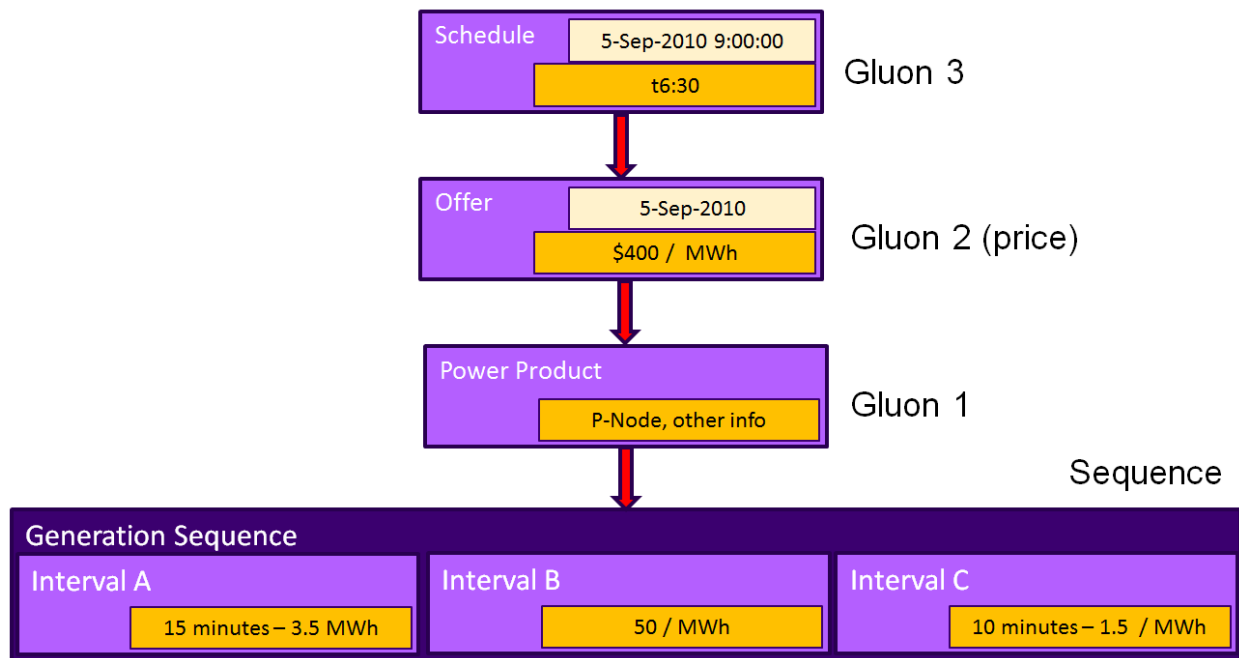 Schedule
5-Sep-2010 9:00:00
t6:30
Gluon 3
Offer
5-Sep-2010
$400 /  MWh
Gluon 2 (price)
Power Product
P-Node, other info
Gluon 1
Sequence
Generation Sequence
Interval A
15 minutes – 3.5 MWh
Interval B
50 / MWh
Interval C
10 minutes – 1.5  / MWh